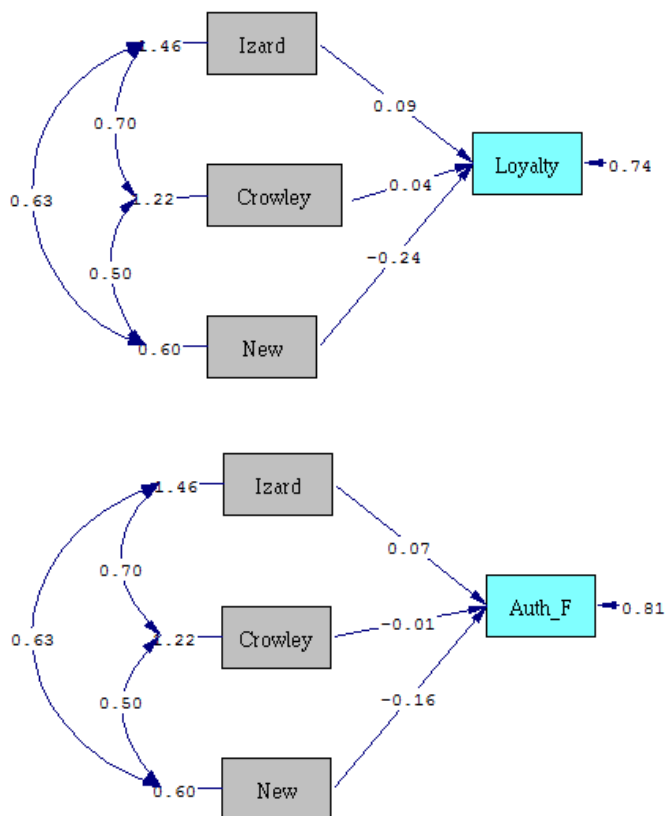 1.46 Izard
0.09
0.70
Loyalty 0.74
0.63 1.22 Crowley 0.04
-0.24
0.50
0.60 New
1.46 Izard
0.07
0.70
Auth_F 0.81
0.63 1.22 Crowley -0.01
0.50 -0.16
0.60 New